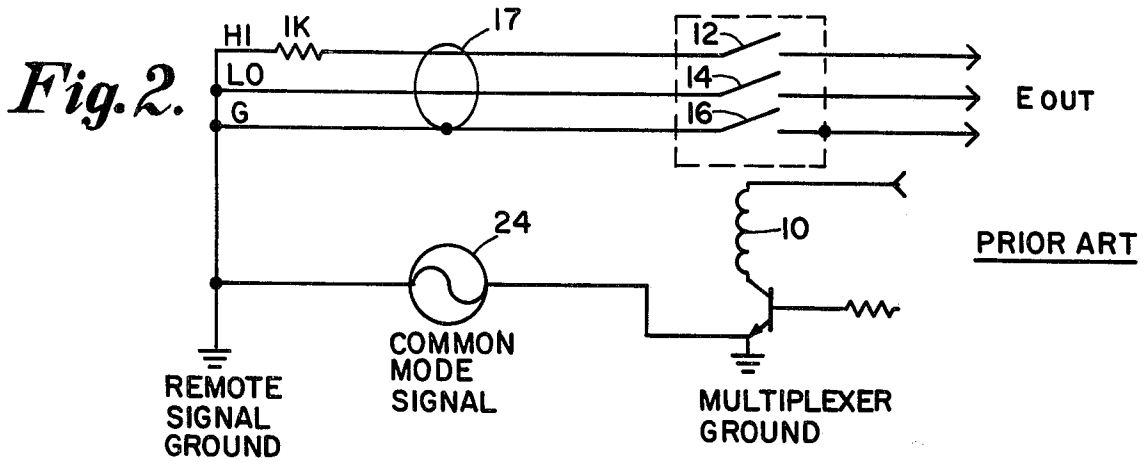 Fig. 2.
HI
1K
17
12
LO
14
G
16
E OUT
10
PRIOR ART
24
COMMON
MODE
SIGNAL
REMOTE
SIGNAL
GROUND
MULTIPLEXER
GROUND